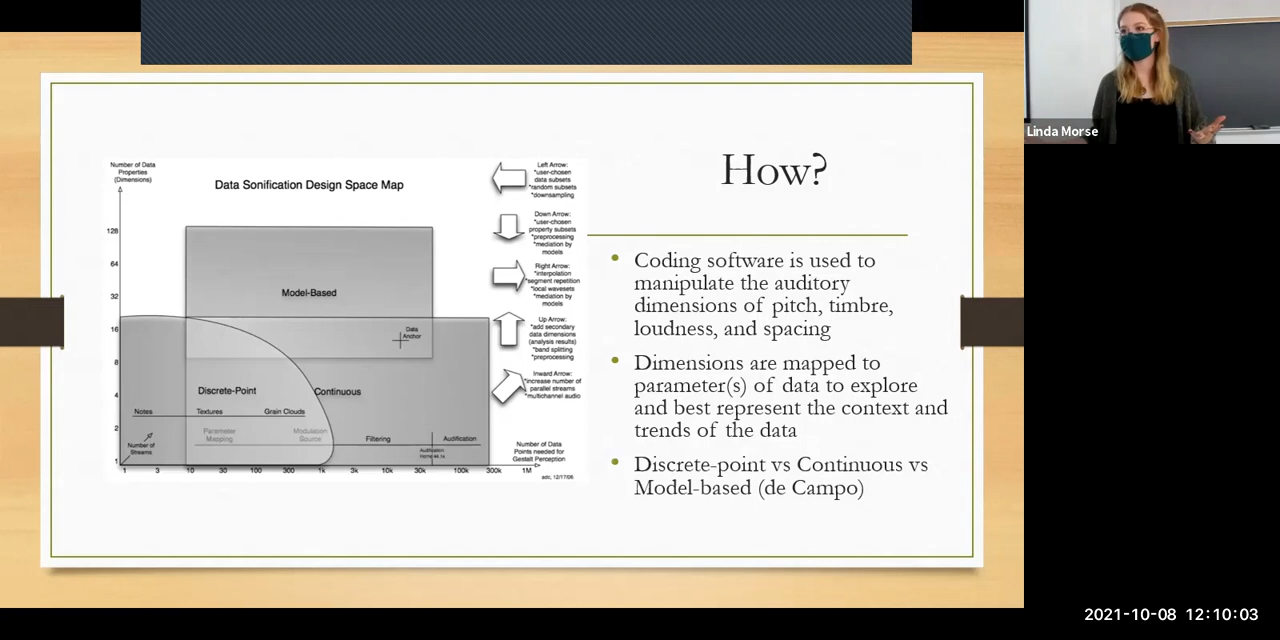 Number of Data
Properties
(Dimensions)
Data Sonification Design Space Map
128
64
32
16
8
4
2
1
Model-Based
Data
Anchor
Discrete-Point
Continuous
Notes
Textures
Grain Clouds
Parameter
Mapping
Modulation
Source
Filtering
Audification
Number of
Streams
1
3
10
30
100
300
1k
3k
10k
30k
100k
300k
1M
Number of Data
Points needed for
Gestalt Perception
adc, 12/17/06
Left Arrow:
*user-chosen
data subsets
*random subsets
*downsampling
Down Arrow:
*user-chosen
property subsets
*preprocessing
*mediation by
models
Right Arrow:
*interpolation
*segment repetition
*local wavesets
*mediation by
models
Up Arrow:
*add secondary
data dimensions
(analysis results)
*band splitting
*preprocessing
Inward Arrow:
*increase number of
parallel streams
*multichannel audio
How?
• Coding software is used to
manipulate the auditory
dimensions of pitch, timbre,
loudness, and spacing
• Dimensions are mapped to
parameter(s) of data to explore
and best represent the context and
trends of the data
• Discrete-point vs Continuous vs
Model-based (de Campo)
Linda Morse
2021-10-08 12:10:03